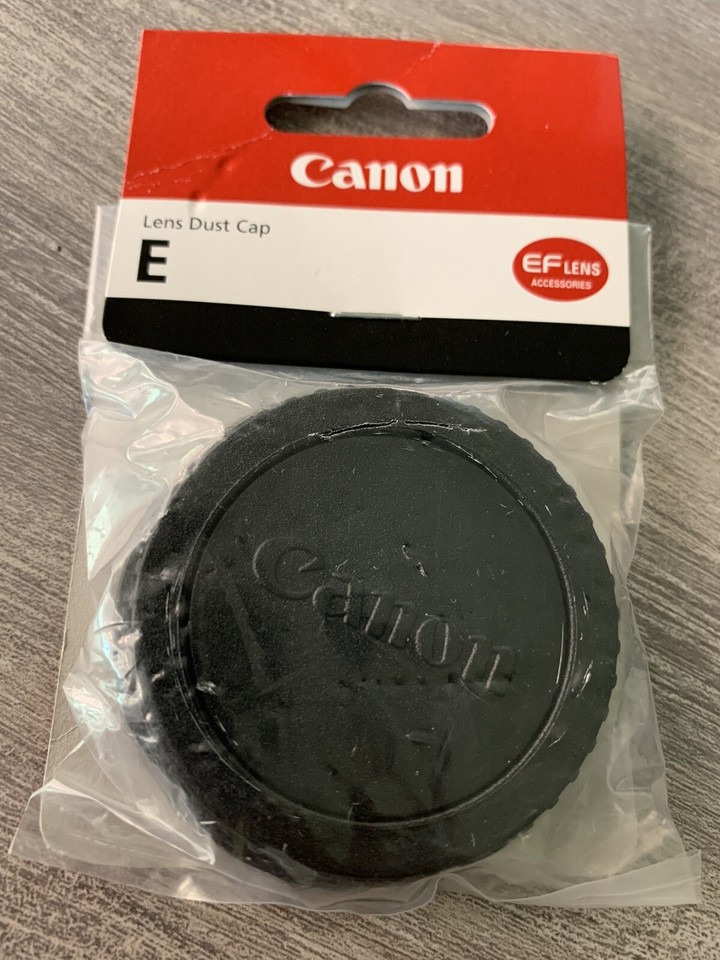 Canon
Lens Dust Cap
E
EF LENS
ACCESSORIES
Canon